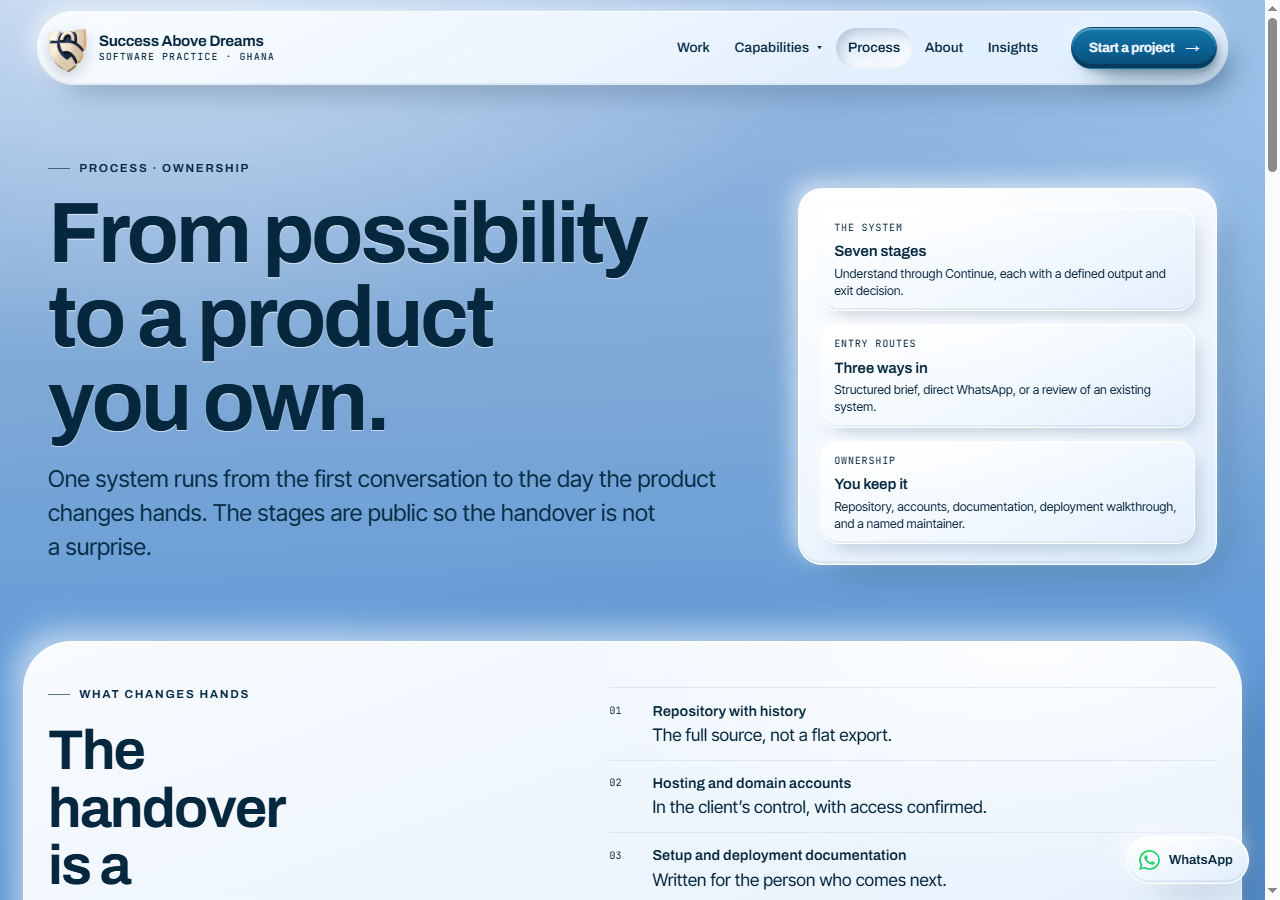 Success Above Dreams
SOFTWARE PRACTICE · GHANA
Work
Capabilities
Process
About
Insights
Start a project →
PROCESS · OWNERSHIP
From possibility
to a product
you own.
One system runs from the first conversation to the day the product
changes hands. The stages are public so the handover is not
a surprise.
THE SYSTEM
Seven stages
Understand through Continue, each with a defined output and
exit decision.
ENTRY ROUTES
Three ways in
Structured brief, direct WhatsApp, or a review of an existing
system.
OWNERSHIP
You keep it
Repository, accounts, documentation, deployment walkthrough,
and a named maintainer.
WHAT CHANGES HANDS
The
handover
is a
01
Repository with history
The full source, not a flat export.
02
Hosting and domain accounts
In the client’s control, with access confirmed.
03
Setup and deployment documentation
Written for the person who comes next.
WhatsApp